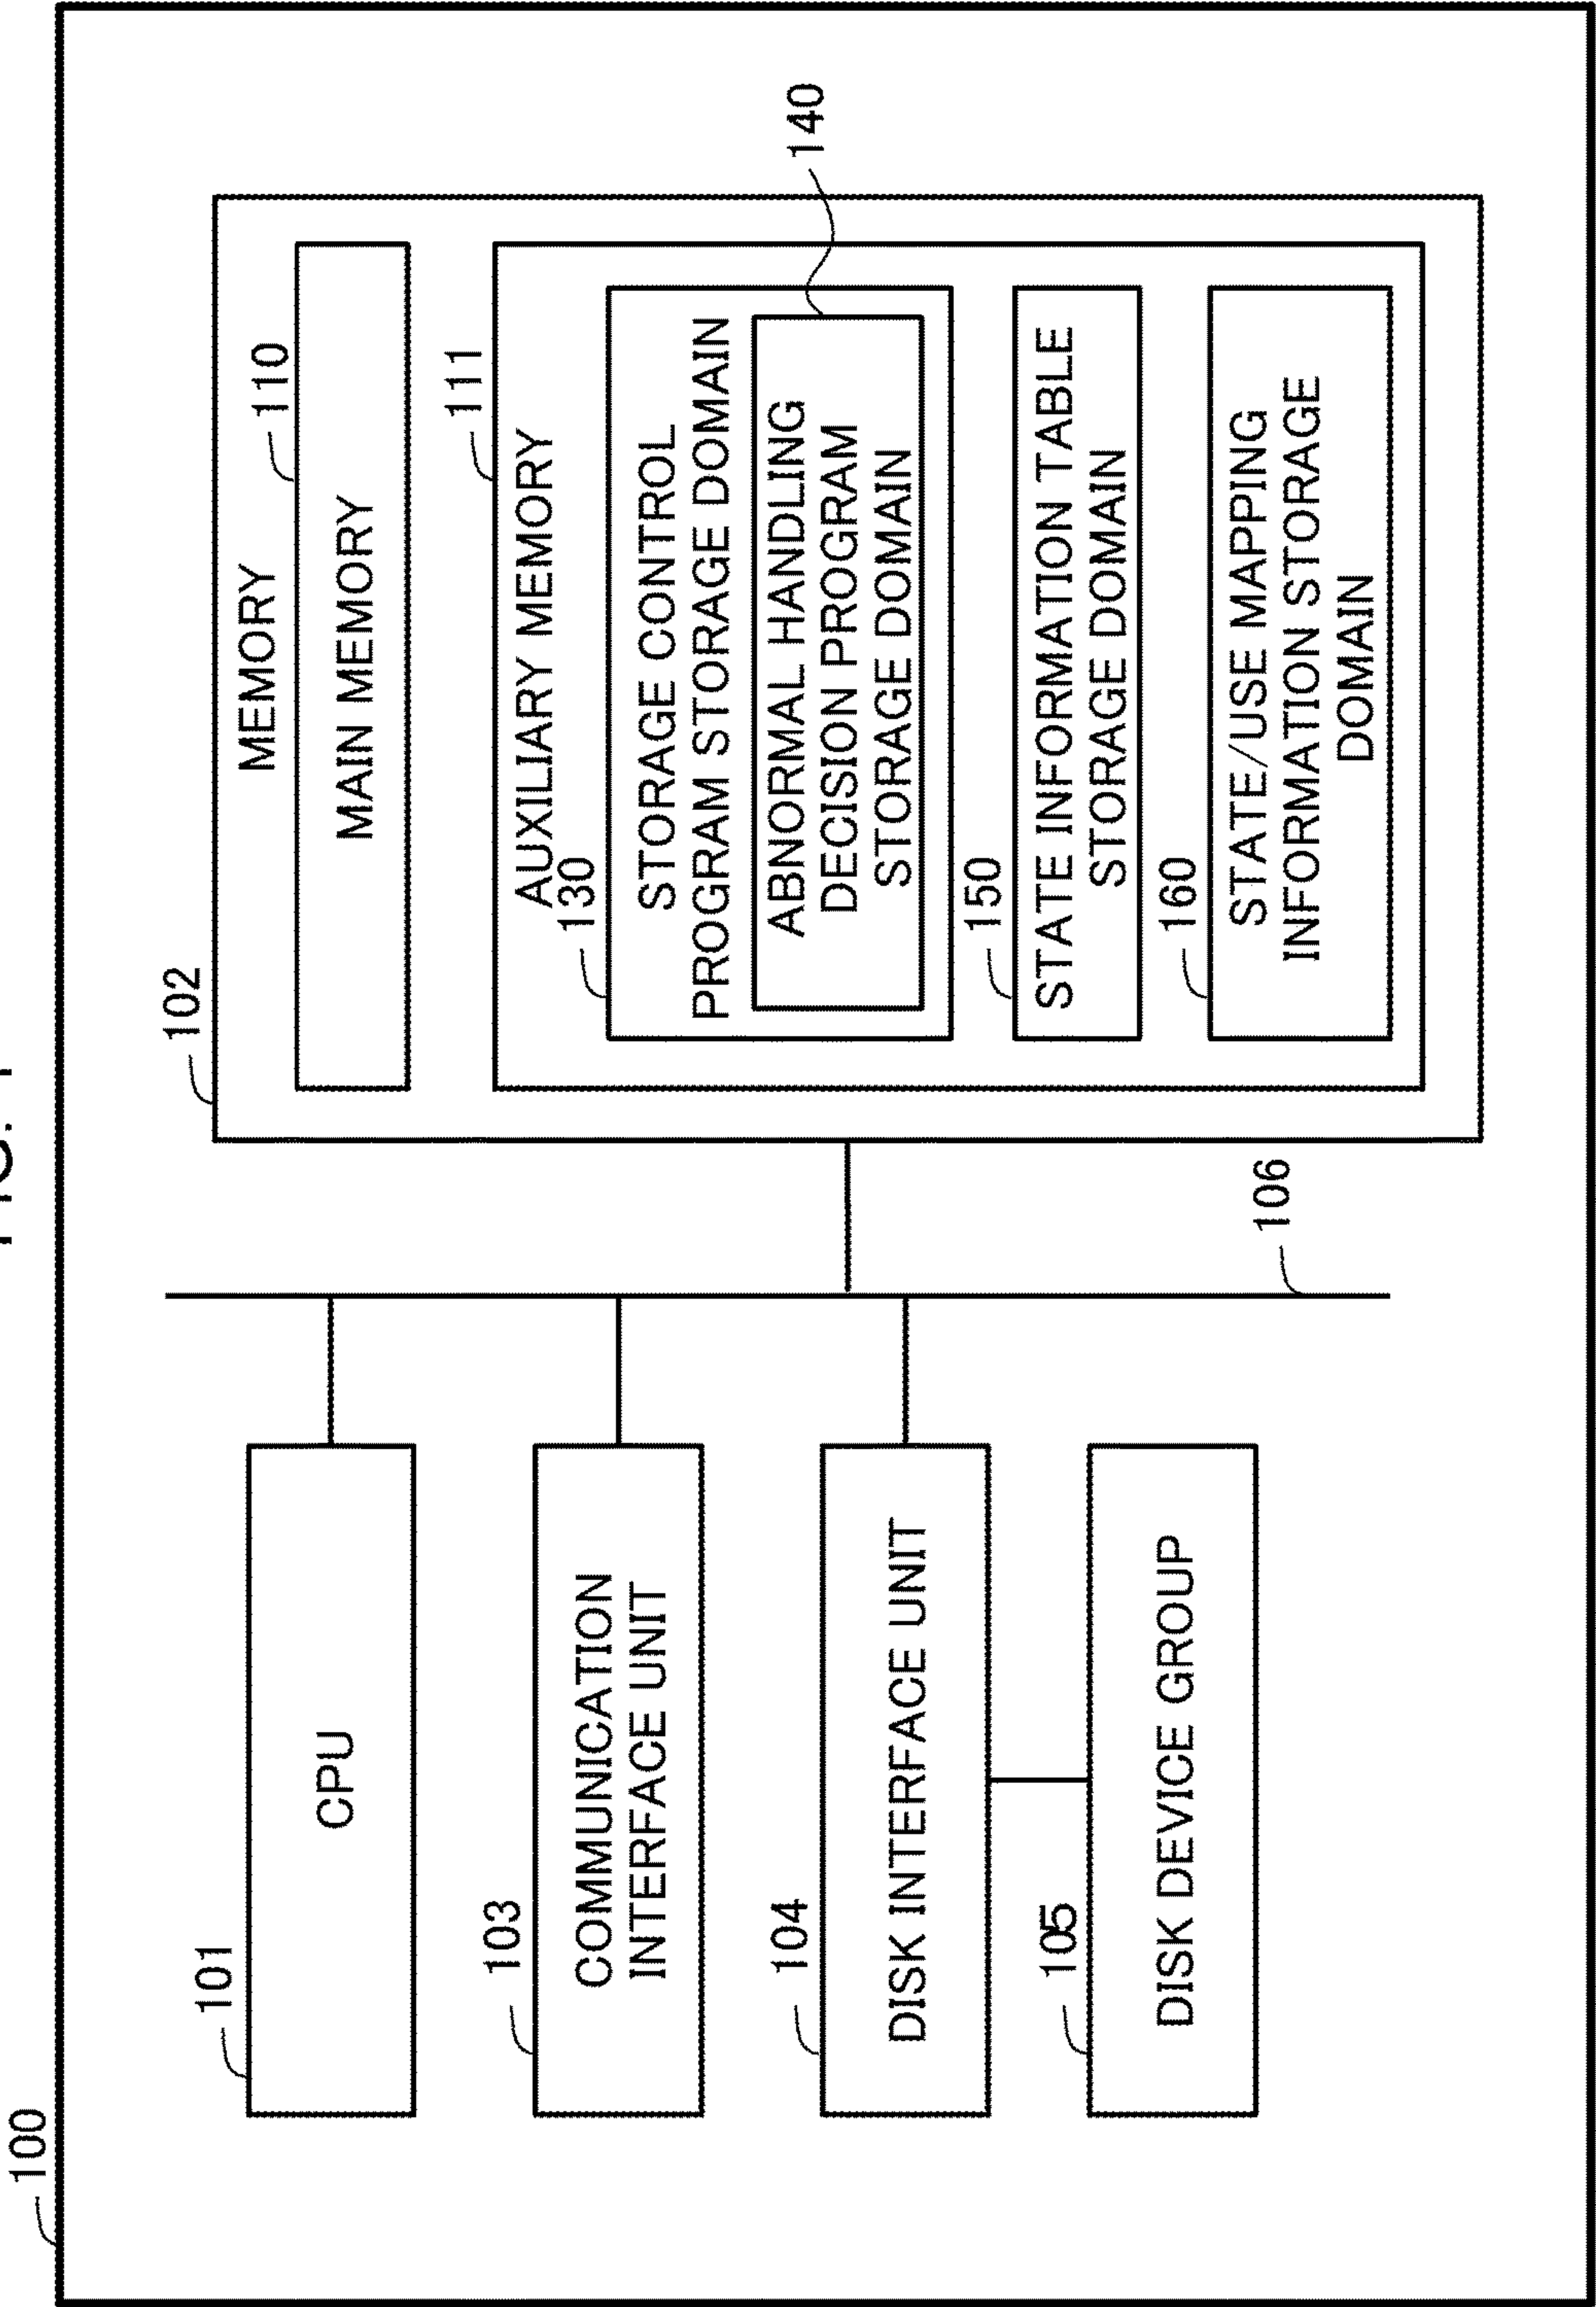 100
101
CPU
103
COMMUNICATION
INTERFACE UNIT
104
DISK INTERFACE UNIT
105
DISK DEVICE GROUP
106
102
MEMORY
110
MAIN MEMORY
111
AUXILIARY MEMORY
130
STORAGE CONTROL
PROGRAM STORAGE DOMAIN
140
ABNORMAL HANDLING
DECISION PROGRAM
STORAGE DOMAIN
150
STATE INFORMATION TABLE
STORAGE DOMAIN
160
STATE/USE MAPPING
INFORMATION STORAGE
DOMAIN